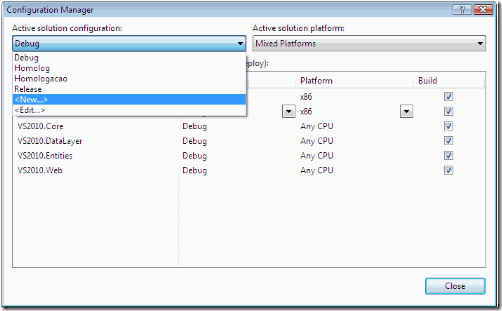 Configuration Manager
Active solution configuration: Active solution platform:
Debug Mixed Platforms
Debug
Homolog
Homologacao
Release
<New...>
<Edit...>
ploy):
Platform Build
x86
x86
VS2010.Core Debug Any CPU
VS2010.DataLayer Debug Any CPU
VS2010.Entities Debug Any CPU
VS2010.Web Debug Any CPU
Close